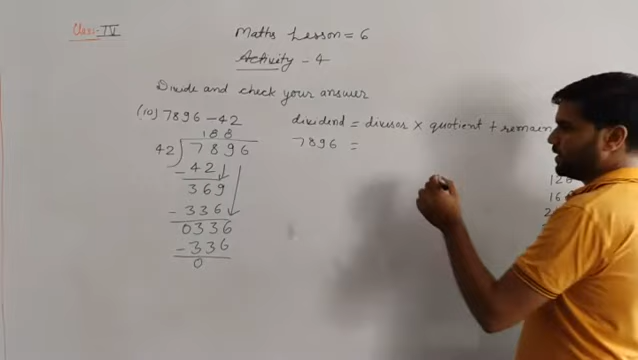 Class: IV
Maths Lesson = 6
Activity - 4
Divide and check your answer
(10) 7896 - 42
188
42) 7896
- 42
369
- 336
0336
- 336
0
dividend = divisor × quotient + remain
7896 =